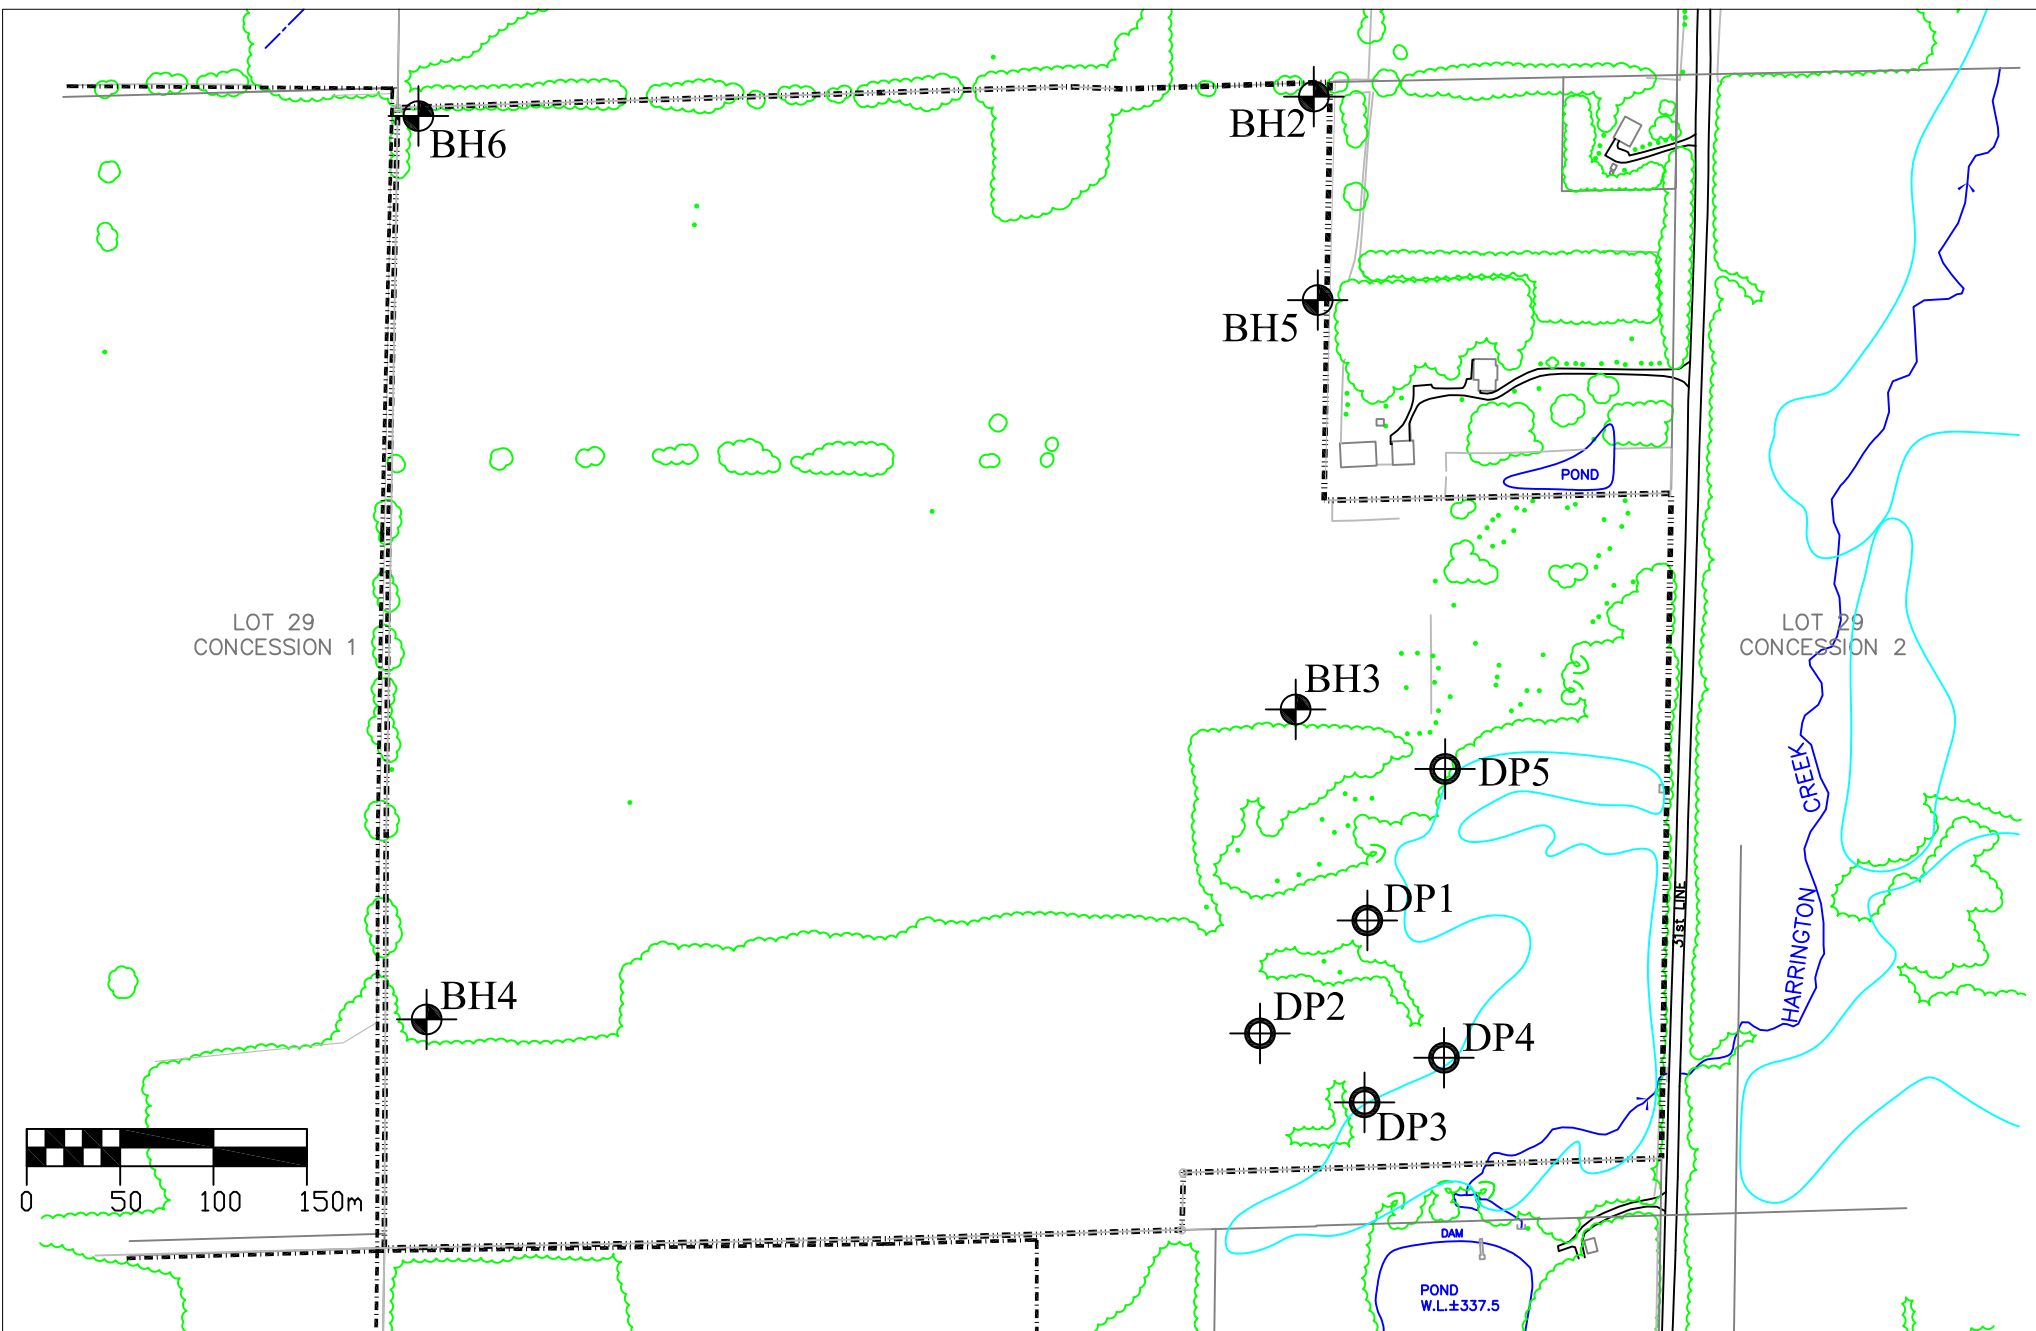 BH2
BH6
BH5
POND
LOT 29
CONCESSION 1
LOT 29
CONCESSION 2
BH3
DP5
HARRINGTON CREEK
DP1
31st LINE
BH4
DP2
DP4
DP3
0 50 100 150m
DAM
POND
W.L.±337.5